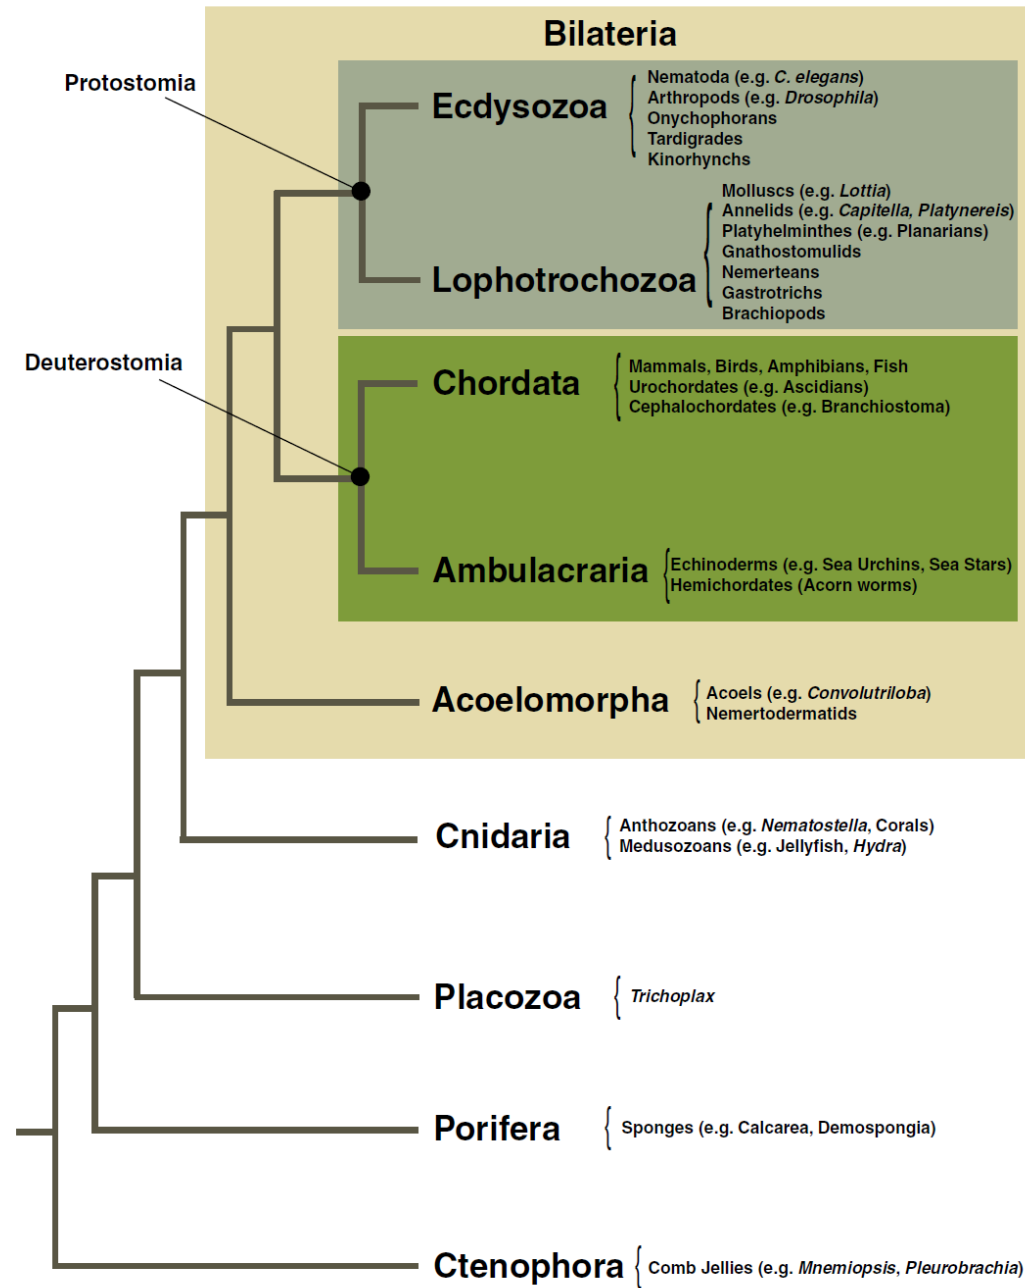 Bilateria
Protostomia
Ecdysozoa
Nematoda (e.g. C. elegans)
Arthropods (e.g. Drosophila)
Onychophorans
Tardigrades
Kinorhynchs
Lophotrochozoa
Molluscs (e.g. Lottia)
Annelids (e.g. Capitella, Platynereis)
Platyhelminthes (e.g. Planarians)
Gnathostomulids
Nemerteans
Gastrotrichs
Brachiopods
Deuterostomia
Chordata
Mammals, Birds, Amphibians, Fish
Urochordates (e.g. Ascidians)
Cephalochordates (e.g. Branchiostoma)
Ambulacraria
Echinoderms (e.g. Sea Urchins, Sea Stars)
Hemichordates (Acorn worms)
Acoelomorpha
Acoels (e.g. Convolutriloba)
Nemertodermatids
Cnidaria
Anthozoans (e.g. Nematostella, Corals)
Medusozoans (e.g. Jellyfish, Hydra)
Placozoa
Trichoplax
Porifera
Sponges (e.g. Calcarea, Demospongia)
Ctenophora
Comb Jellies (e.g. Mnemiopsis, Pleurobrachia)